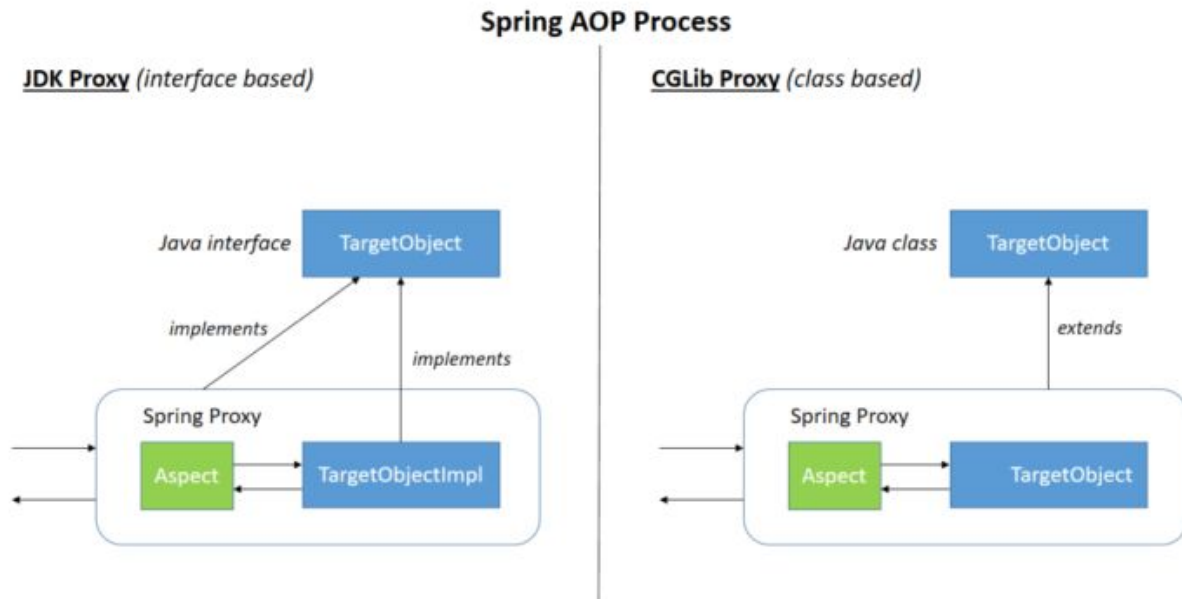 Spring AOP Process
JDK Proxy (interface based)
Java interface
TargetObject
implements
implements
Spring Proxy
Aspect
TargetObjectImpl
CGLib Proxy (class based)
Java class
TargetObject
extends
Spring Proxy
Aspect
TargetObject